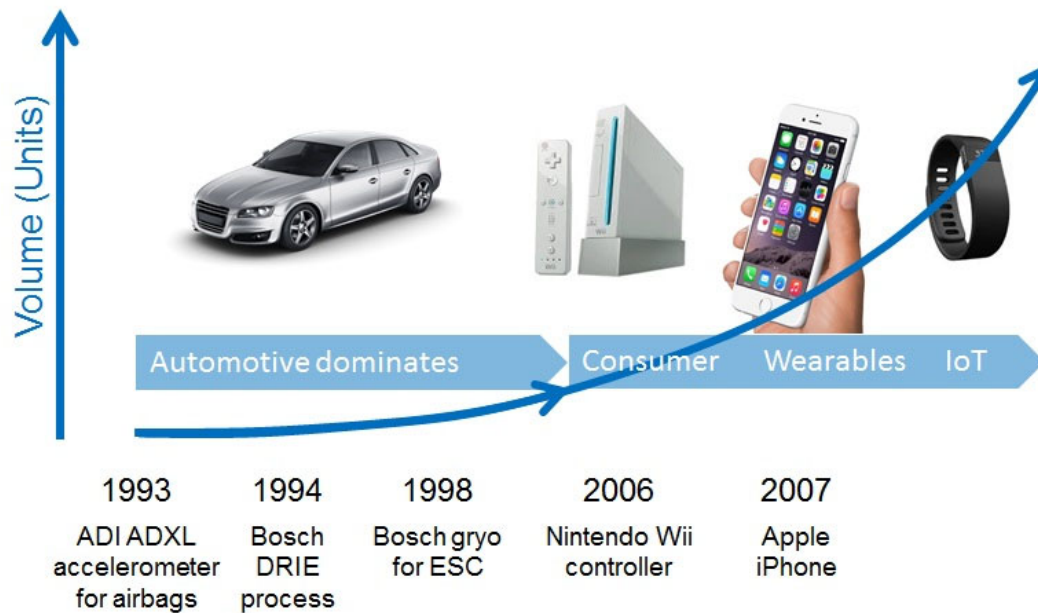 Volume (Units)
Automotive dominates
Consumer Wearables IoT
1993
ADI ADXL
accelerometer
for airbags
1994
Bosch
DRIE
process
1998
Bosch gryo
for ESC
2006
Nintendo Wii
controller
2007
Apple
iPhone